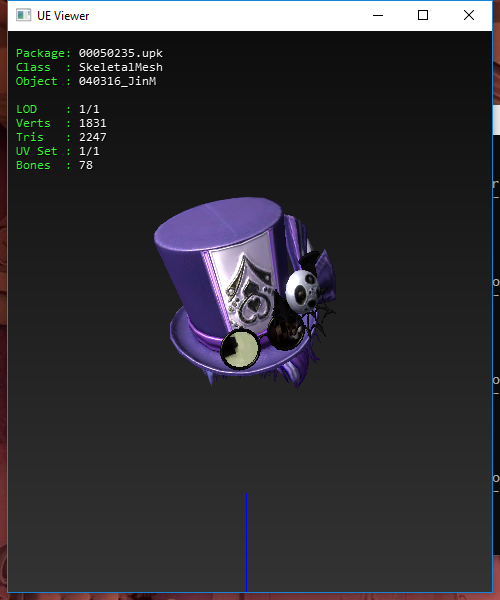 UE Viewer
Package: 00050235.upk
Class  : SkeletalMesh
Object : 040316_JinM
LOD    : 1/1
Verts  : 1831
Tris   : 2247
UV Set : 1/1
Bones  : 78